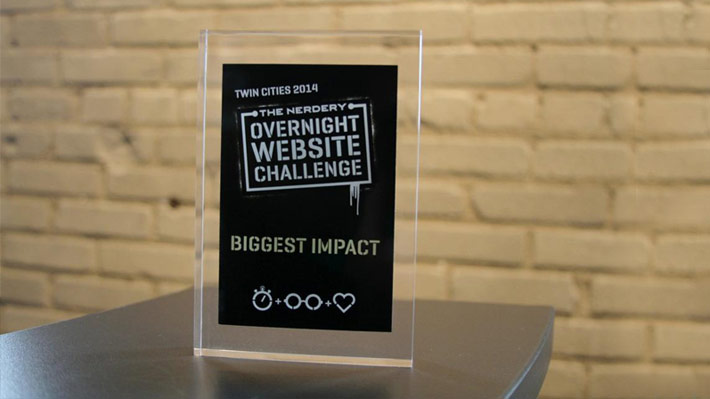 TWIN CITIES 2014
THE NERDERY
OVERNIGHT
WEBSITE
CHALLENGE
BIGGEST IMPACT